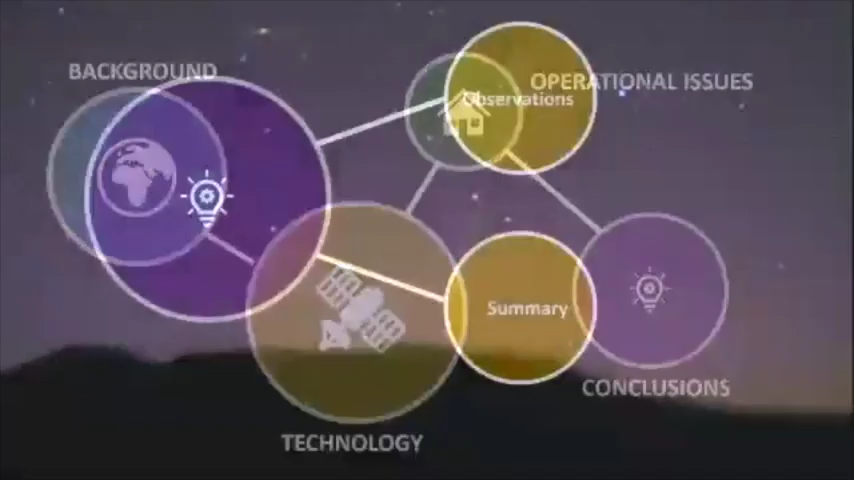 BACKGROUND
OPERATIONAL ISSUES
Observations
Summary
CONCLUSIONS
TECHNOLOGY